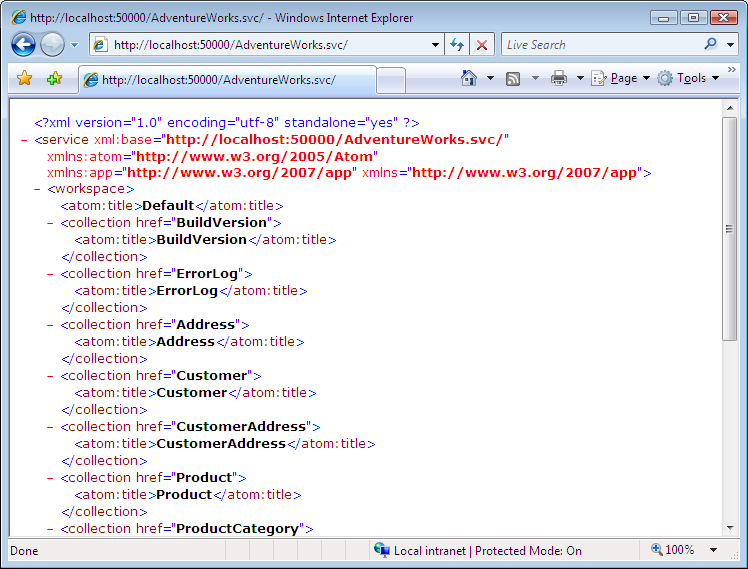 http://localhost:50000/AdventureWorks.svc/ - Windows Internet Explorer
http://localhost:50000/AdventureWorks.svc/
Live Search
http://localhost:50000/AdventureWorks.svc/
Page
Tools
<?xml version="1.0" encoding="utf-8" standalone="yes" ?>
- <service xml:base="http://localhost:50000/AdventureWorks.svc/"
xmlns:atom="http://www.w3.org/2005/Atom"
xmlns:app="http://www.w3.org/2007/app" xmlns="http://www.w3.org/2007/app">
- <workspace>
<atom:title>Default</atom:title>
- <collection href="BuildVersion">
<atom:title>BuildVersion</atom:title>
</collection>
- <collection href="ErrorLog">
<atom:title>ErrorLog</atom:title>
</collection>
- <collection href="Address">
<atom:title>Address</atom:title>
</collection>
- <collection href="Customer">
<atom:title>Customer</atom:title>
</collection>
- <collection href="CustomerAddress">
<atom:title>CustomerAddress</atom:title>
</collection>
- <collection href="Product">
<atom:title>Product</atom:title>
</collection>
- <collection href="ProductCategory">
Done
Local intranet | Protected Mode: On
100%